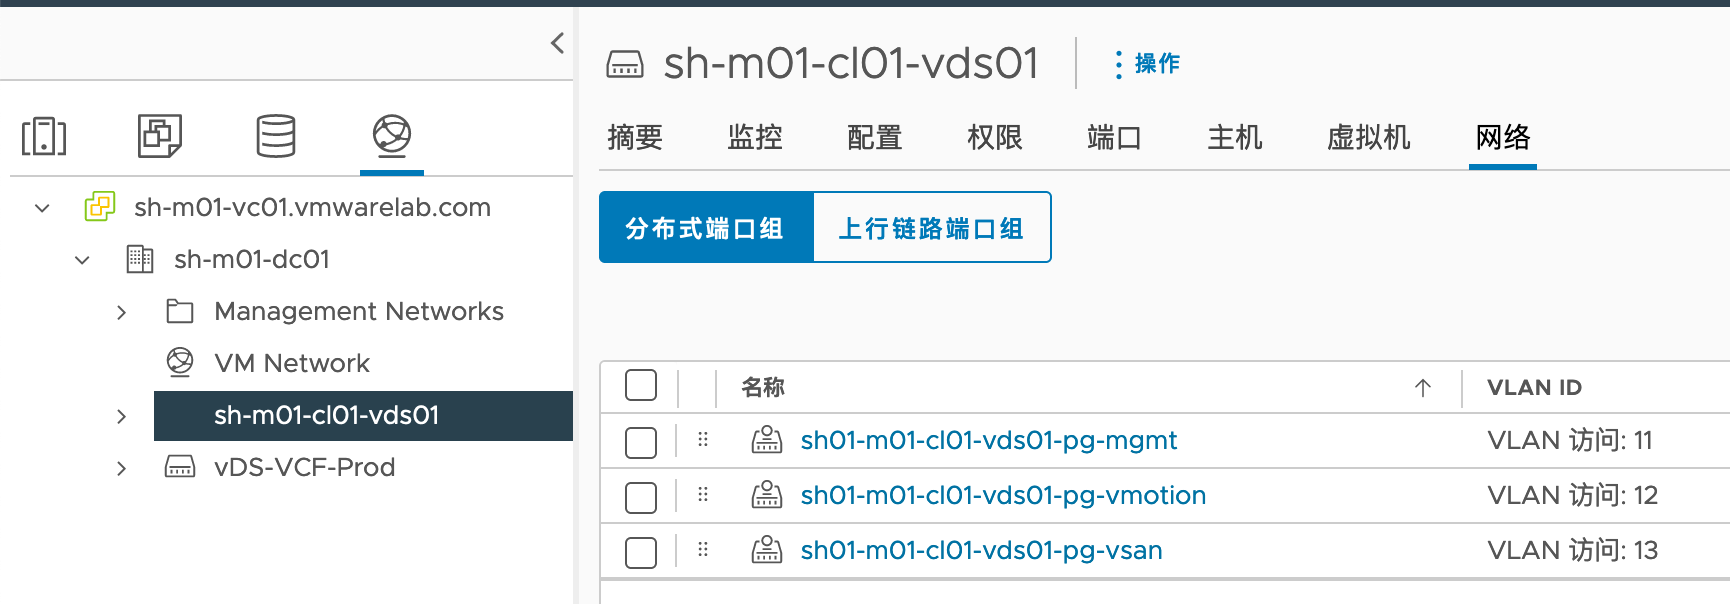 sh-m01-vc01.vmwarelab.com
sh-m01-dc01
Management Networks
VM Network
sh-m01-cl01-vds01
vDS-VCF-Prod
sh-m01-cl01-vds01 操作
摘要 监控 配置 权限 端口 主机 虚拟机 网络
分布式端口组 上行链路端口组
名称 VLAN ID
sh01-m01-cl01-vds01-pg-mgmt VLAN 访问: 11
sh01-m01-cl01-vds01-pg-vmotion VLAN 访问: 12
sh01-m01-cl01-vds01-pg-vsan VLAN 访问: 13